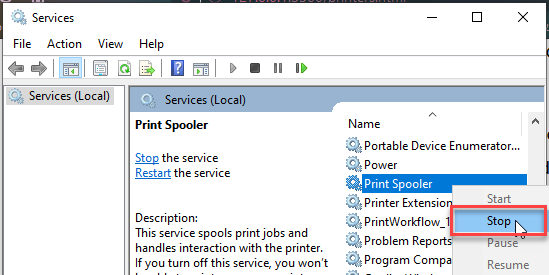 Services
File Action View Help
Services (Local)
Services (Local)
Print Spooler
Stop the service
Restart the service
Description:
This service spools print jobs and
handles interaction with the printer.
If you turn off this service, you won't
Name
Portable Device Enumerator...
Power
Print Spooler
Printer Extension
PrintWorkflow_1
Problem Reports
Program Compa
Start
Stop
Pause
Resume